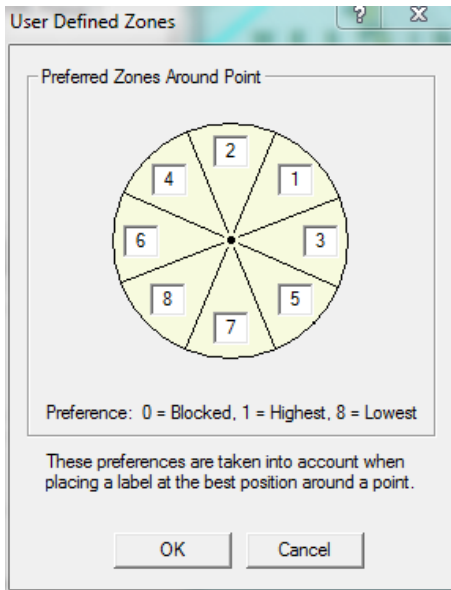 User Defined Zones
?
Preferred Zones Around Point
2
4 1
6 3
8 5
7
Preference: 0 = Blocked, 1 = Highest, 8 = Lowest
These preferences are taken into account when
placing a label at the best position around a point.
OK Cancel